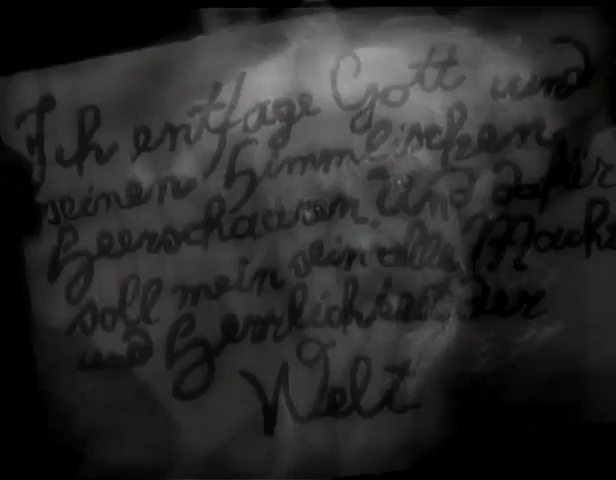 Ich entsage Gott und
seinen himmlischen
Heerscharen. Und dafür
soll mein sein alle Macht
und Herrlichkeit der
Welt